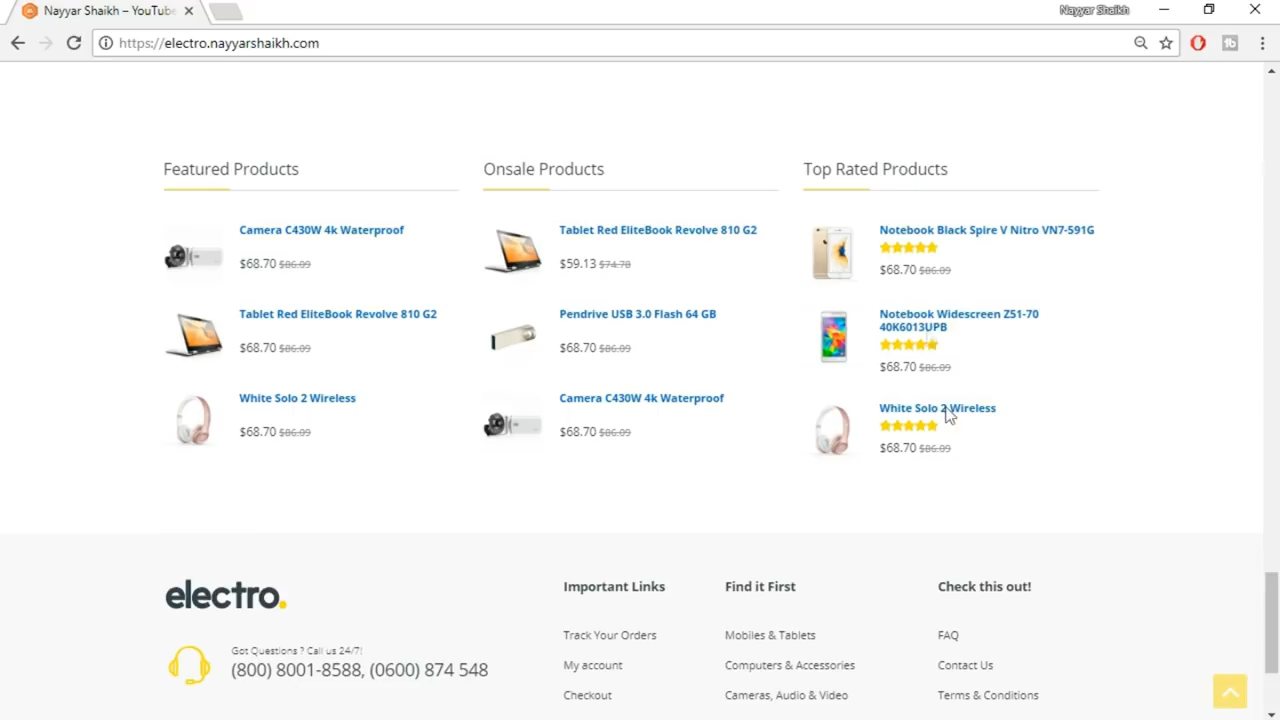 Nayyar Shaikh – YouTube
Nayyar Shaikh
https://electro.nayyarshaikh.com
Featured Products
Camera C430W 4k Waterproof
$68.70 $86.09
Tablet Red EliteBook Revolve 810 G2
$68.70 $86.09
White Solo 2 Wireless
$68.70 $86.09
Onsale Products
Tablet Red EliteBook Revolve 810 G2
$59.13 $74.78
Pendrive USB 3.0 Flash 64 GB
$68.70 $86.09
Camera C430W 4k Waterproof
$68.70 $86.09
Top Rated Products
Notebook Black Spire V Nitro VN7-591G
$68.70 $86.09
Notebook Widescreen Z51-70
40K6013UPB
$68.70 $86.09
White Solo 2 Wireless
$68.70 $86.09
electro.
Got Questions ? Call us 24/7!
(800) 8001-8588, (0600) 874 548
Important Links
Track Your Orders
My account
Checkout
Find it First
Mobiles & Tablets
Computers & Accessories
Cameras, Audio & Video
Check this out!
FAQ
Contact Us
Terms & Conditions